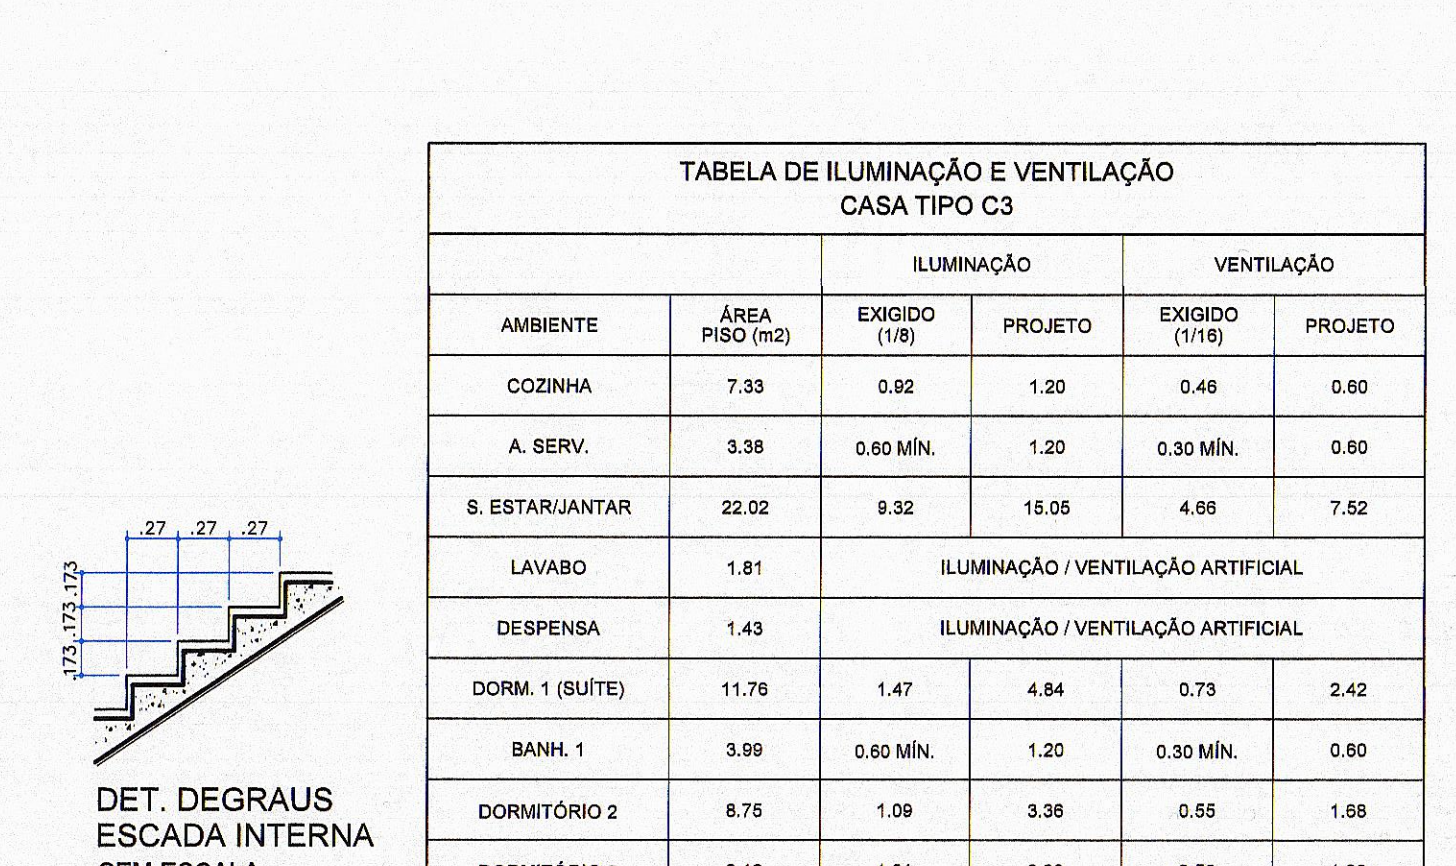 TABELA DE ILUMINAÇÃO E VENTILAÇÃO
CASA TIPO C3
ILUMINAÇÃO VENTILAÇÃO
AMBIENTE ÁREA PISO (m2) EXIGIDO (1/8) PROJETO EXIGIDO (1/16) PROJETO
COZINHA 7.33 0.92 1.20 0.46 0.60
A. SERV. 3.38 0.60 MÍN. 1.20 0.30 MÍN. 0.60
S. ESTAR/JANTAR 22.02 9.32 15.05 4.66 7.52
LAVABO 1.81 ILUMINAÇÃO / VENTILAÇÃO ARTIFICIAL
DESPENSA 1.43 ILUMINAÇÃO / VENTILAÇÃO ARTIFICIAL
DORM. 1 (SUÍTE) 11.76 1.47 4.84 0.73 2.42
BANH. 1 3.99 0.60 MÍN. 1.20 0.30 MÍN. 0.60
DORMITÓRIO 2 8.75 1.09 3.36 0.55 1.68
.27 .27 .27
.173 .173 .173
DET. DEGRAUS
ESCADA INTERNA
SEM ESCALA